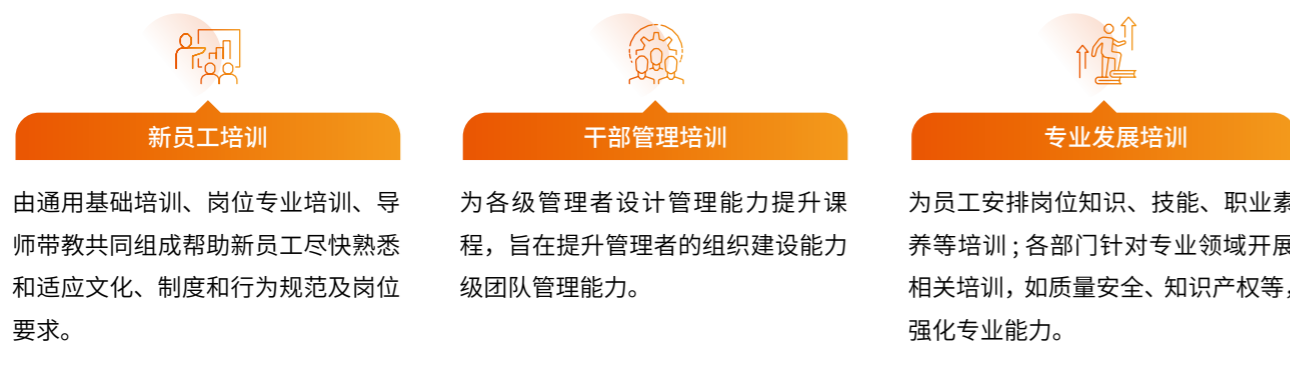 新员工培训
由通用基础培训、岗位专业培训、导
师带教共同组成帮助新员工尽快熟悉
和适应文化、制度和行为规范及岗位
要求。
干部管理培训
为各级管理者设计管理能力提升课
程，旨在提升管理者的组织建设能力
级团队管理能力。
专业发展培训
为员工安排岗位知识、技能、职业素
养等培训；各部门针对专业领域开展
相关培训，如质量安全、知识产权等，
强化专业能力。